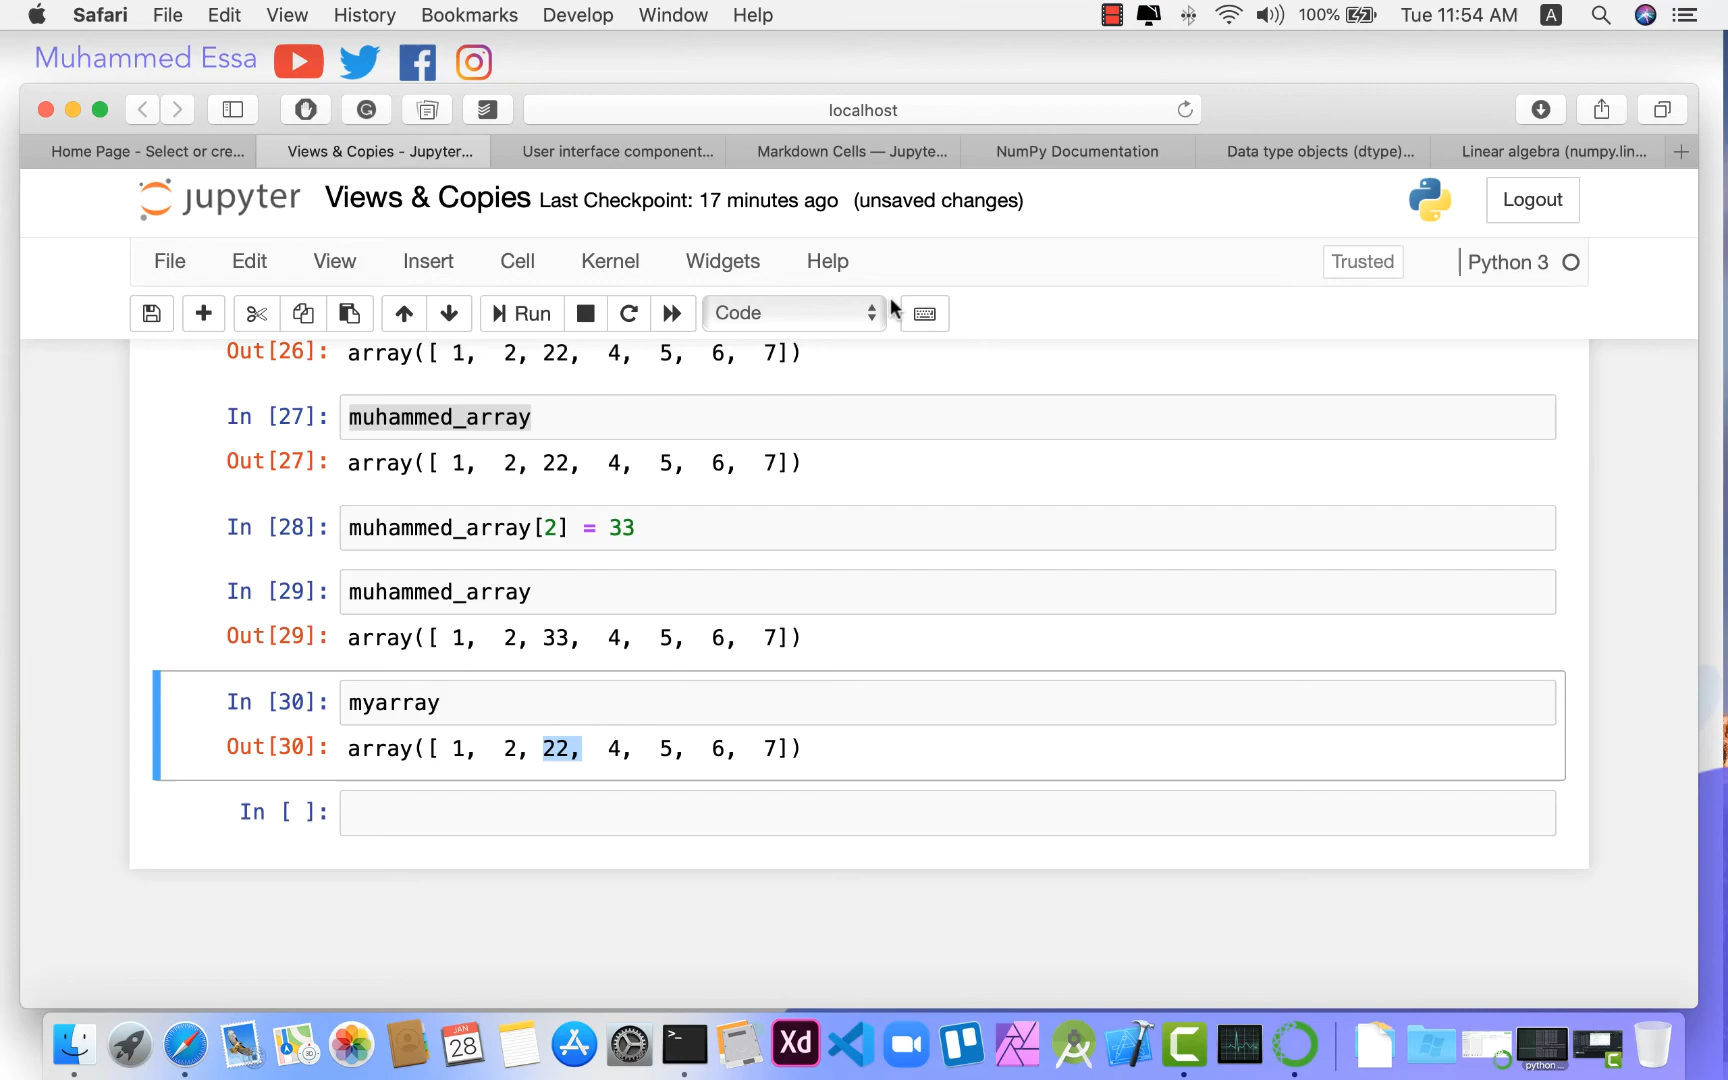 Safari File Edit View History Bookmarks Develop Window Help 100% Tue 11:54 AM A
Muhammed Essa
localhost
Home Page - Select or cre... Views & Copies - Jupyter... User interface component... Markdown Cells — Jupyte... NumPy Documentation Data type objects (dtype)... Linear algebra (numpy.lin...
jupyter Views & Copies Last Checkpoint: 17 minutes ago (unsaved changes) Logout
File Edit View Insert Cell Kernel Widgets Help Trusted Python 3
Run Code
Out[26]: array([ 1, 2, 22, 4, 5, 6, 7])
In [27]: muhammed_array
Out[27]: array([ 1, 2, 22, 4, 5, 6, 7])
In [28]: muhammed_array[2] = 33
In [29]: muhammed_array
Out[29]: array([ 1, 2, 33, 4, 5, 6, 7])
In [30]: myarray
Out[30]: array([ 1, 2, 22, 4, 5, 6, 7])
In [ ]:
JAN
28
Xd
python ...